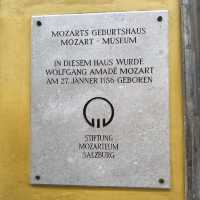 MOZARTS GEBURTSHAUS
MOZART - MUSEUM
IN DIESEM HAUS WURDE
WOLFGANG AMADÉ MOZART
AM 27. JÄNNER 1756 GEBOREN
STIFTUNG
MOZARTEUM
SALZBURG